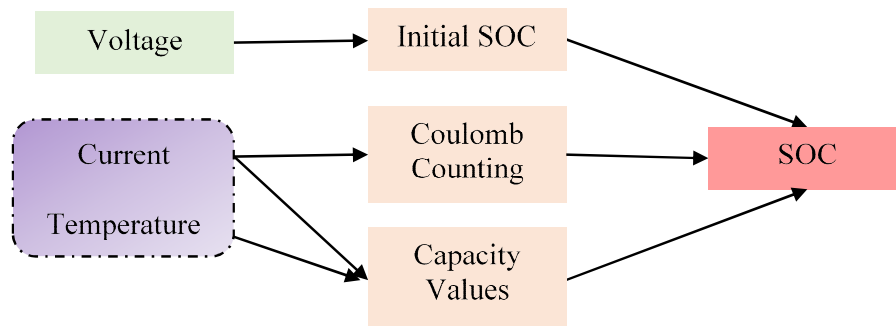 Voltage
Initial SOC
Current
Temperature
Coulomb
Counting
Capacity
Values
SOC